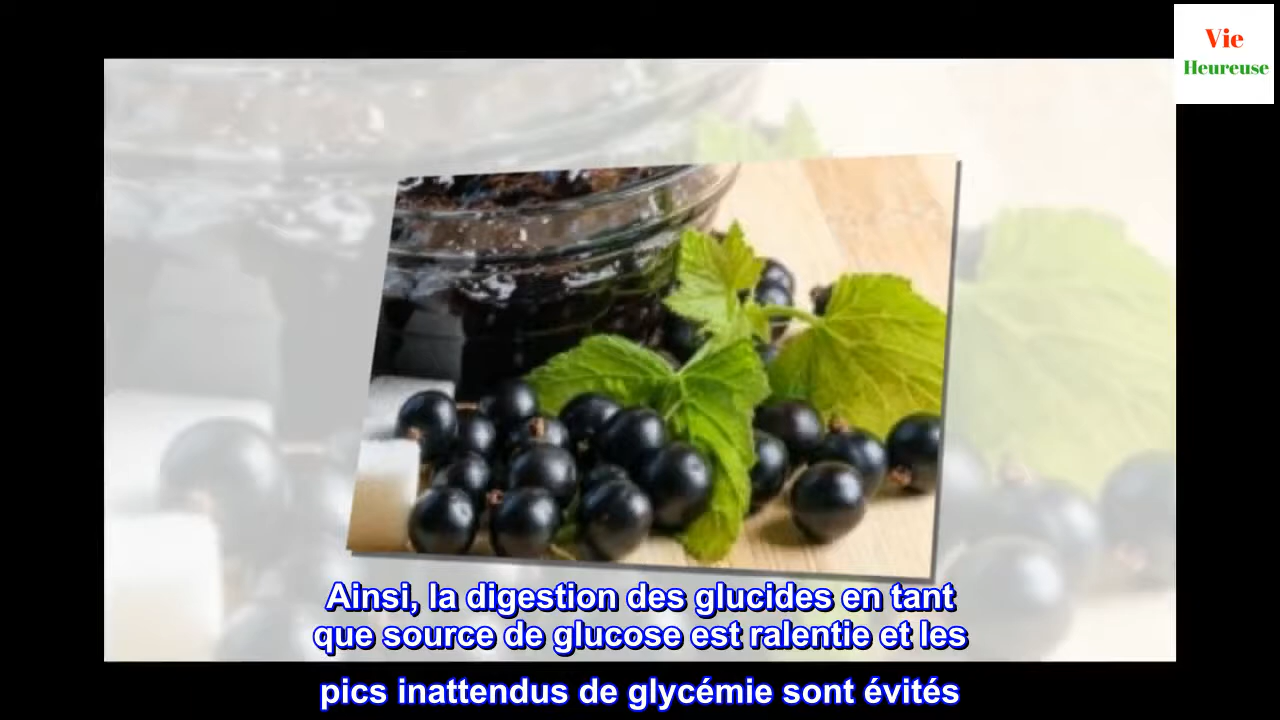 Vie
Heureuse
Ainsi, la digestion des glucides en tant
que source de glucose est ralentie et les
pics inattendus de glycémie sont évités